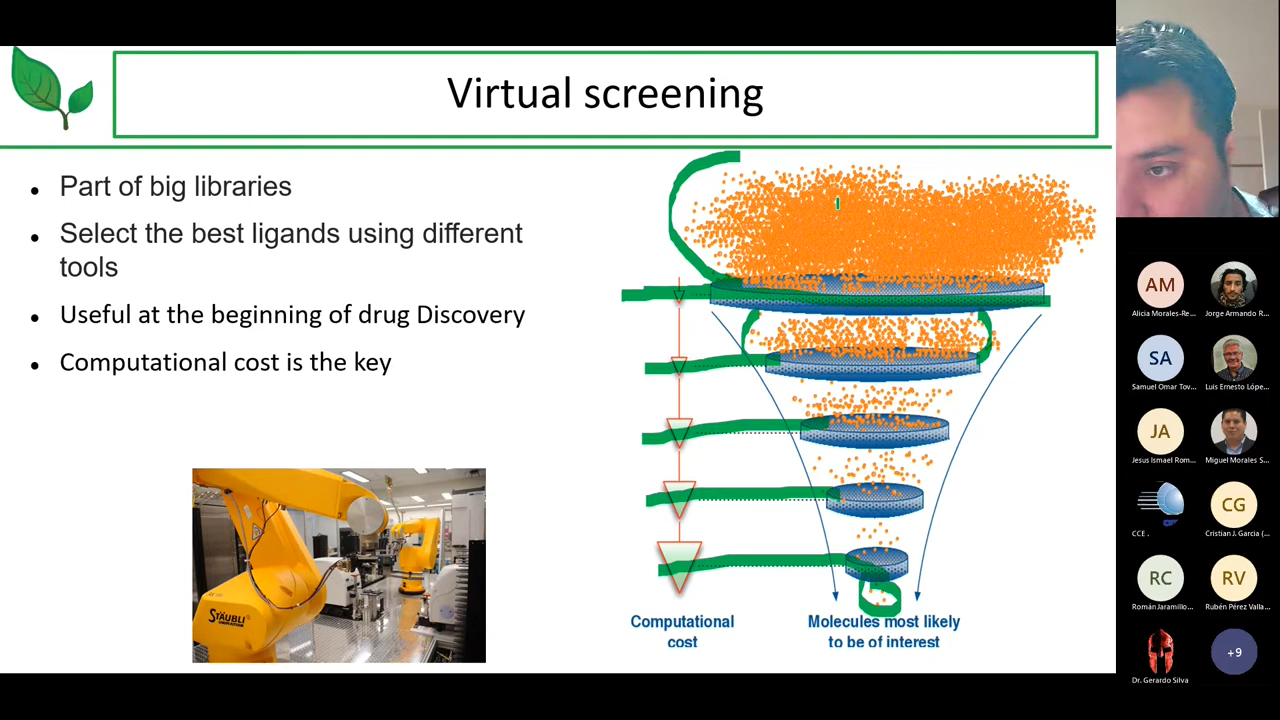 Virtual screening
Part of big libraries
Select the best ligands using different
tools
Useful at the beginning of drug Discovery
Computational cost is the key
STÄUBLI
Computational
cost
Molecules most likely
to be of interest
AM
Alicia Morales-Re...
Jorge Armando R...
SA
Samuel Omar Tov...
Luis Ernesto Lópe...
JA
Jesus Ismael Rom...
Miguel Morales S...
CCE .
CG
Cristian J. Garcia (...
RC
Román Jaramillo...
RV
Rubén Pérez Valla...
Dr. Gerardo Silva
+9